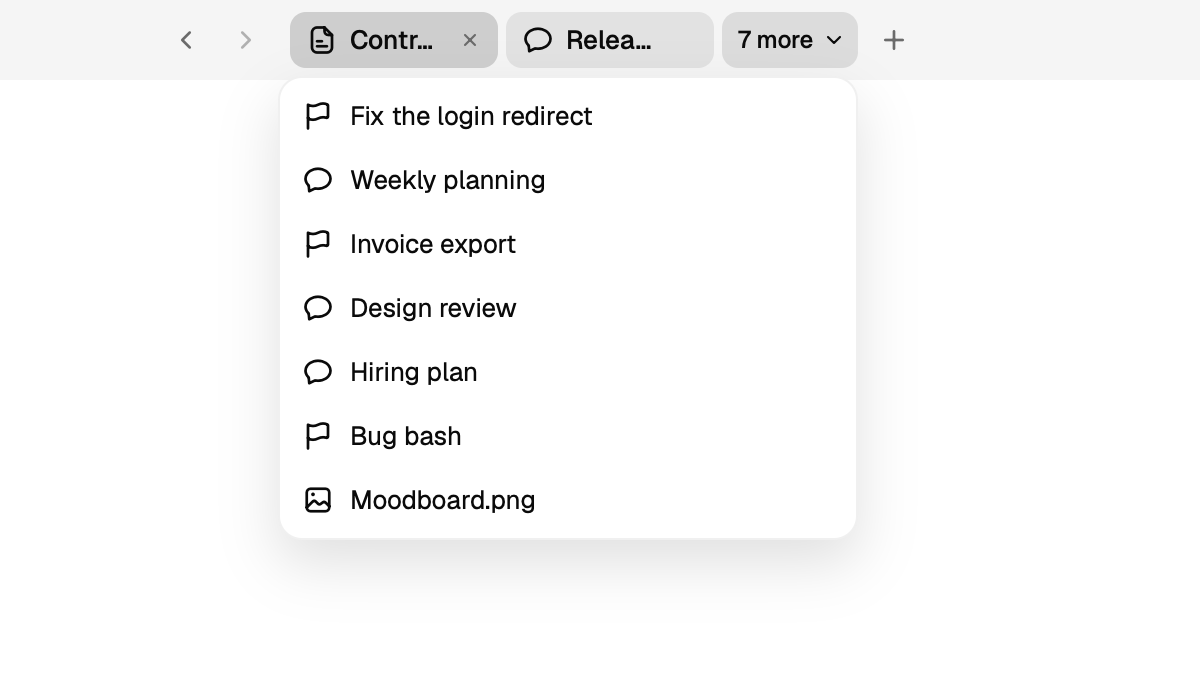 Contr...
Relea...
7 more
Fix the login redirect
Weekly planning
Invoice export
Design review
Hiring plan
Bug bash
Moodboard.png